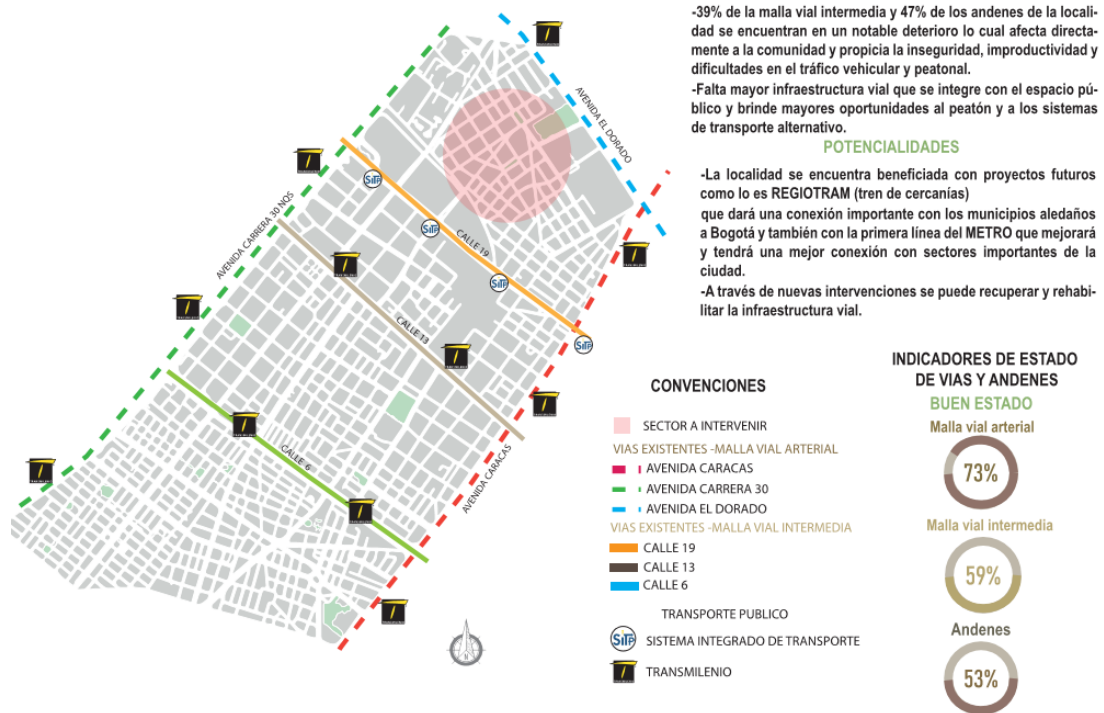 -39% de la malla vial intermedia y 47% de los andenes de la locali-
dad se encuentran en un notable deterioro lo cual afecta directa-
mente a la comunidad y propicia la inseguridad, improductividad y
dificultades en el tráfico vehicular y peatonal.
-Falta mayor infraestructura vial que se integre con el espacio pú-
blico y brinde mayores oportunidades al peatón y a los sistemas
de transporte alternativo.
POTENCIALIDADES
-La localidad se encuentra beneficiada con proyectos futuros
como lo es REGIOTRAM (tren de cercanías)
que dará una conexión importante con los municipios aledaños
a Bogotá y también con la primera línea del METRO que mejorará
y tendrá una mejor conexión con sectores importantes de la
ciudad.
-A través de nuevas intervenciones se puede recuperar y rehabi-
litar la infraestructura vial.
AVENIDA EL DORADO
AVENIDA CARRERA 30 NQS
CALLE 19
CALLE 13
CALLE 6
AVENIDA CARACAS
SiTP
SiTP
SiTP
SiTP
N
CONVENCIONES
SECTOR A INTERVENIR
VIAS EXISTENTES -MALLA VIAL ARTERIAL
AVENIDA CARACAS
AVENIDA CARRERA 30
AVENIDA EL DORADO
VIAS EXISTENTES -MALLA VIAL INTERMEDIA
CALLE 19
CALLE 13
CALLE 6
TRANSPORTE PUBLICO
SiTP SISTEMA INTEGRADO DE TRANSPORTE
TRANSMILENIO
INDICADORES DE ESTADO
DE VIAS Y ANDENES
BUEN ESTADO
Malla vial arterial
73%
Malla vial intermedia
59%
Andenes
53%